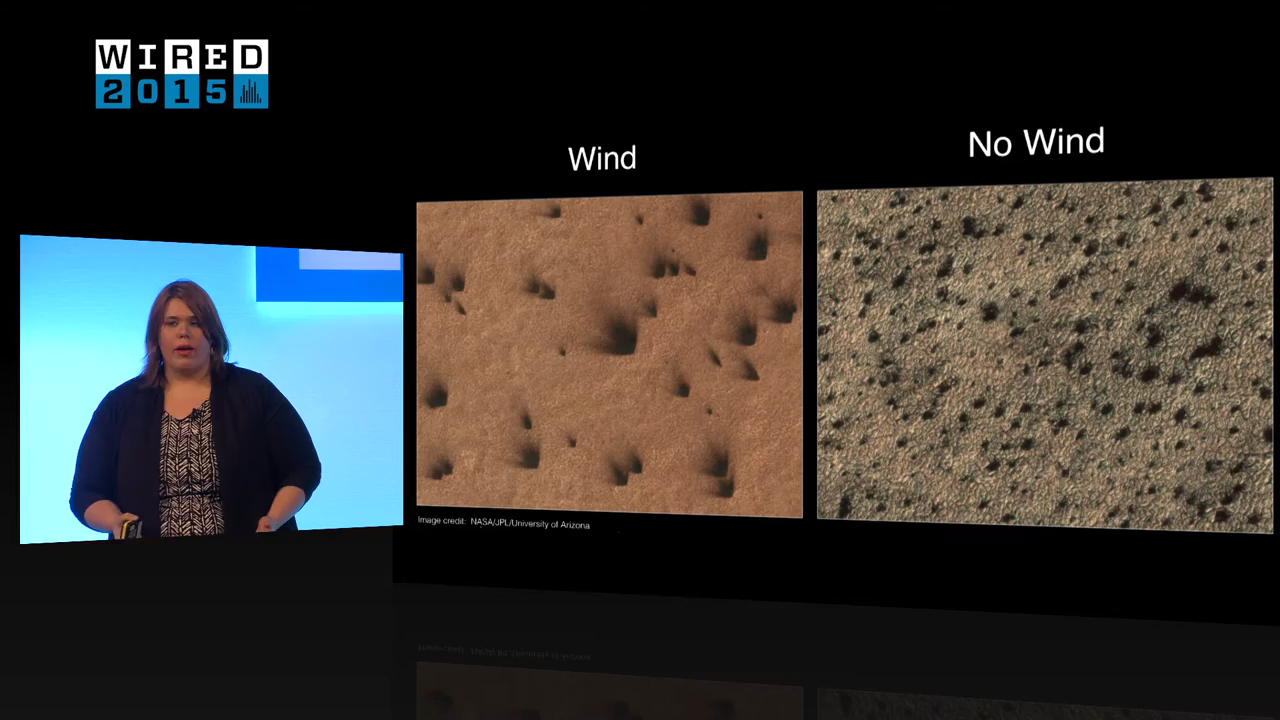 WIRED
2015
Wind
No Wind
Image credit: NASA/JPL/University of Arizona